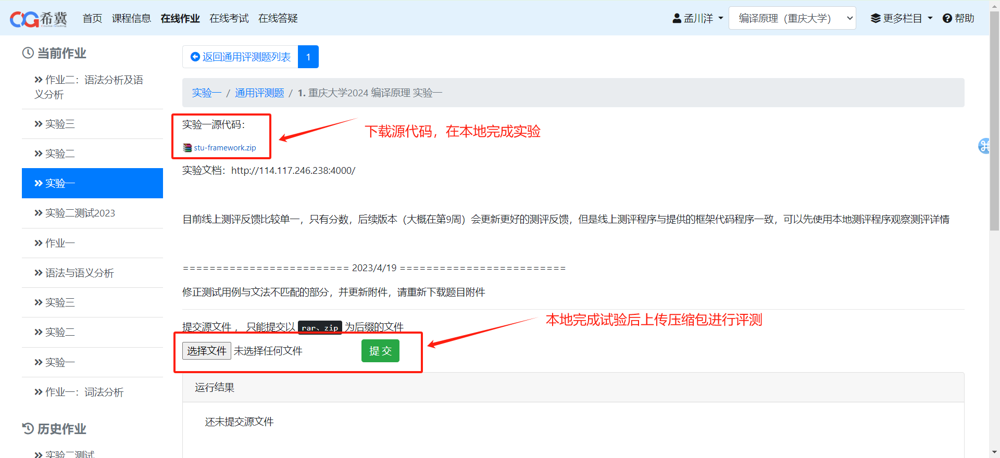 希冀
Course Grading
首页 课程信息 在线作业 在线考试 在线答疑
孟川洋 编译原理（重庆大学） 更多栏目 帮助
当前作业
作业二：语法分析及语
义分析
实验三
实验二
实验一
实验二测试2023
作业一
语法与语义分析
实验三
实验二
实验一
作业一：词法分析
历史作业
实验二测试
返回通用评测题列表 1
实验一 / 通用评测题 / 1. 重庆大学2024 编译原理 实验一
实验一源代码：
stu-framework.zip
下载源代码，在本地完成实验
实验文档：http://114.117.246.238:4000/
目前线上测评反馈比较单一，只有分数，后续版本（大概在第9周）会更新更好的测评反馈，但是线上测评程序与提供的框架代码程序一致，可以先使用本地测评程序观察测评详情
========================= 2023/4/19 =========================
修正测试用例与文法不匹配的部分，并更新附件，请重新下载题目附件
本地完成试验后上传压缩包进行评测
提交源文件 ， 只能提交以 rar、zip 为后缀的文件
选择文件 未选择任何文件 提 交
运行结果
还未提交源文件